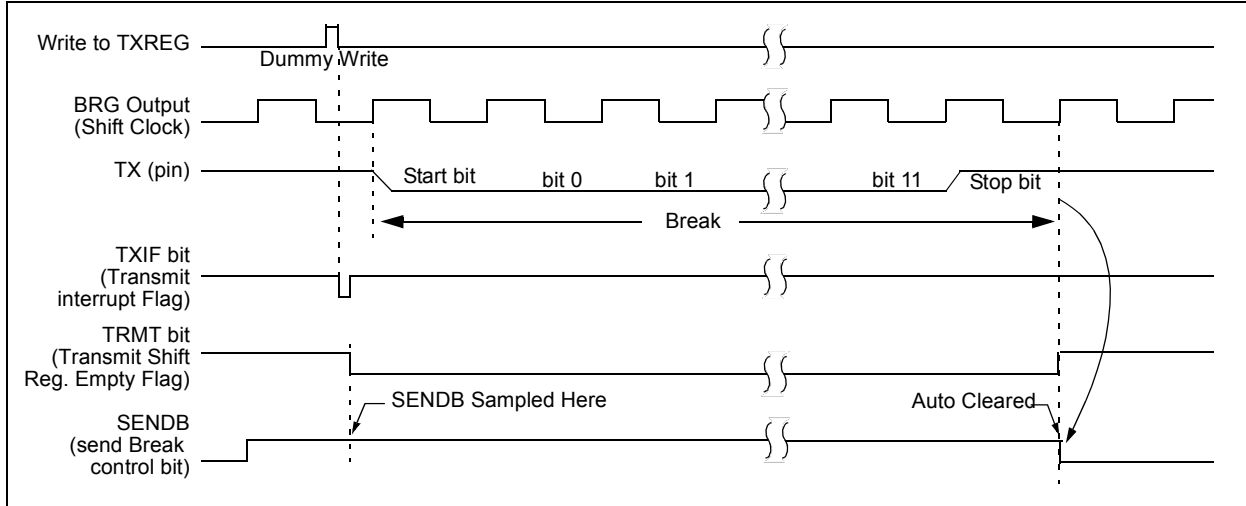 Write to TXREG
Dummy Write
BRG Output
(Shift Clock)
TX (pin)
Start bit
bit 0
bit 1
bit 11
Stop bit
Break
TXIF bit
(Transmit
interrupt Flag)
TRMT bit
(Transmit Shift
Reg. Empty Flag)
SENDB Sampled Here
Auto Cleared
SENDB
(send Break
control bit)